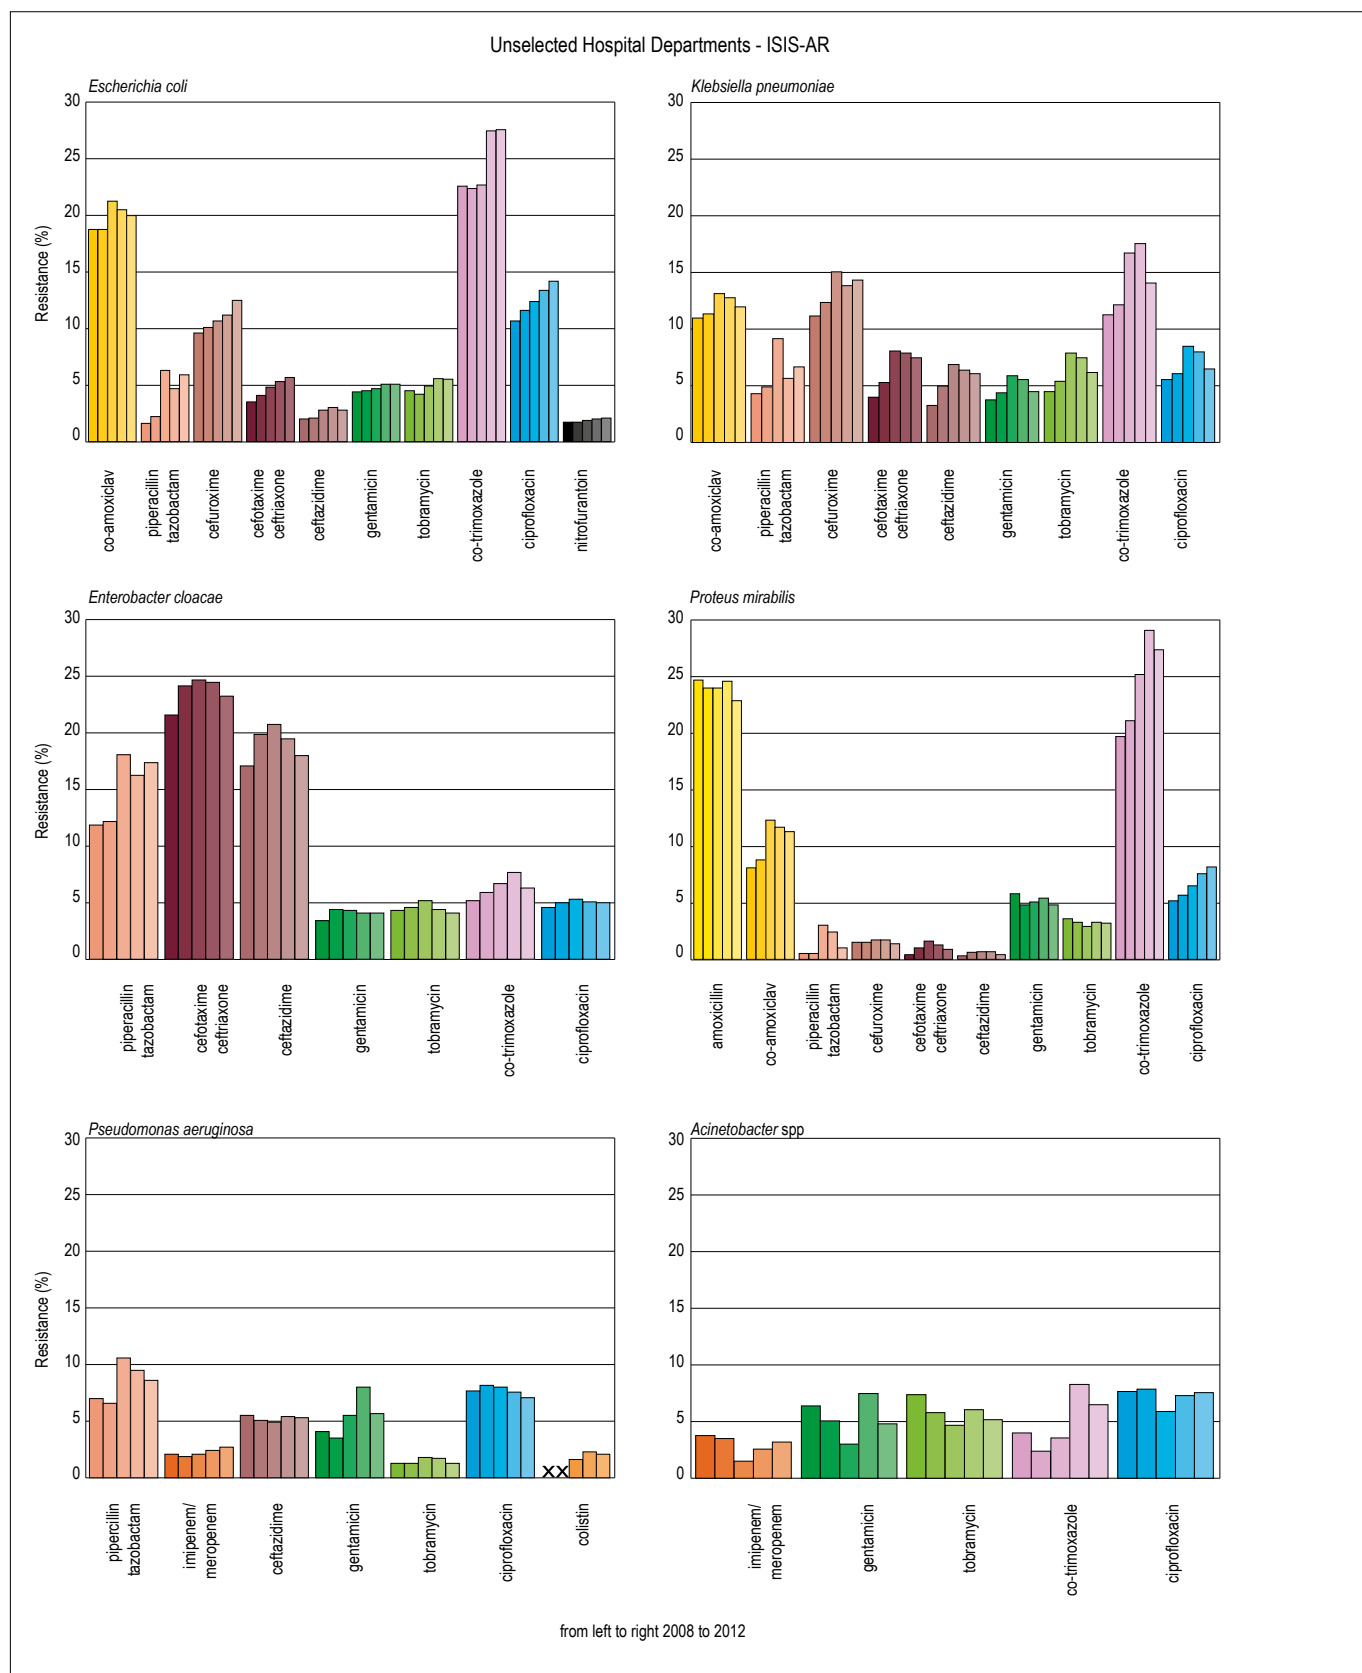 Unselected Hospital Departments - ISIS-AR
Escherichia coli
30
25
20
15
10
5
0
Resistance (%)
co-amoxiclav
piperacillin
tazobactam
cefuroxime
cefotaxime
ceftriaxone
ceftazidime
gentamicin
tobramycin
co-trimoxazole
ciprofloxacin
nitrofurantoin
Klebsiella pneumoniae
30
25
20
15
10
5
0
co-amoxiclav
piperacillin
tazobactam
cefuroxime
cefotaxime
ceftriaxone
ceftazidime
gentamicin
tobramycin
co-trimoxazole
ciprofloxacin
Enterobacter cloacae
30
25
20
15
10
5
0
Resistance (%)
piperacillin
tazobactam
cefotaxime
ceftriaxone
ceftazidime
gentamicin
tobramycin
co-trimoxazole
ciprofloxacin
Proteus mirabilis
30
25
20
15
10
5
0
amoxicillin
co-amoxiclav
piperacillin
tazobactam
cefuroxime
cefotaxime
ceftriaxone
ceftazidime
gentamicin
tobramycin
co-trimoxazole
ciprofloxacin
Pseudomonas aeruginosa
30
25
20
15
10
5
0
Resistance (%)
XX
pipercillin
tazobactam
imipenem/
meropenem
ceftazidime
gentamicin
tobramycin
ciprofloxacin
colistin
Acinetobacter spp
30
25
20
15
10
5
0
imipenem/
meropenem
gentamicin
tobramycin
co-trimoxazole
ciprofloxacin
from left to right 2008 to 2012